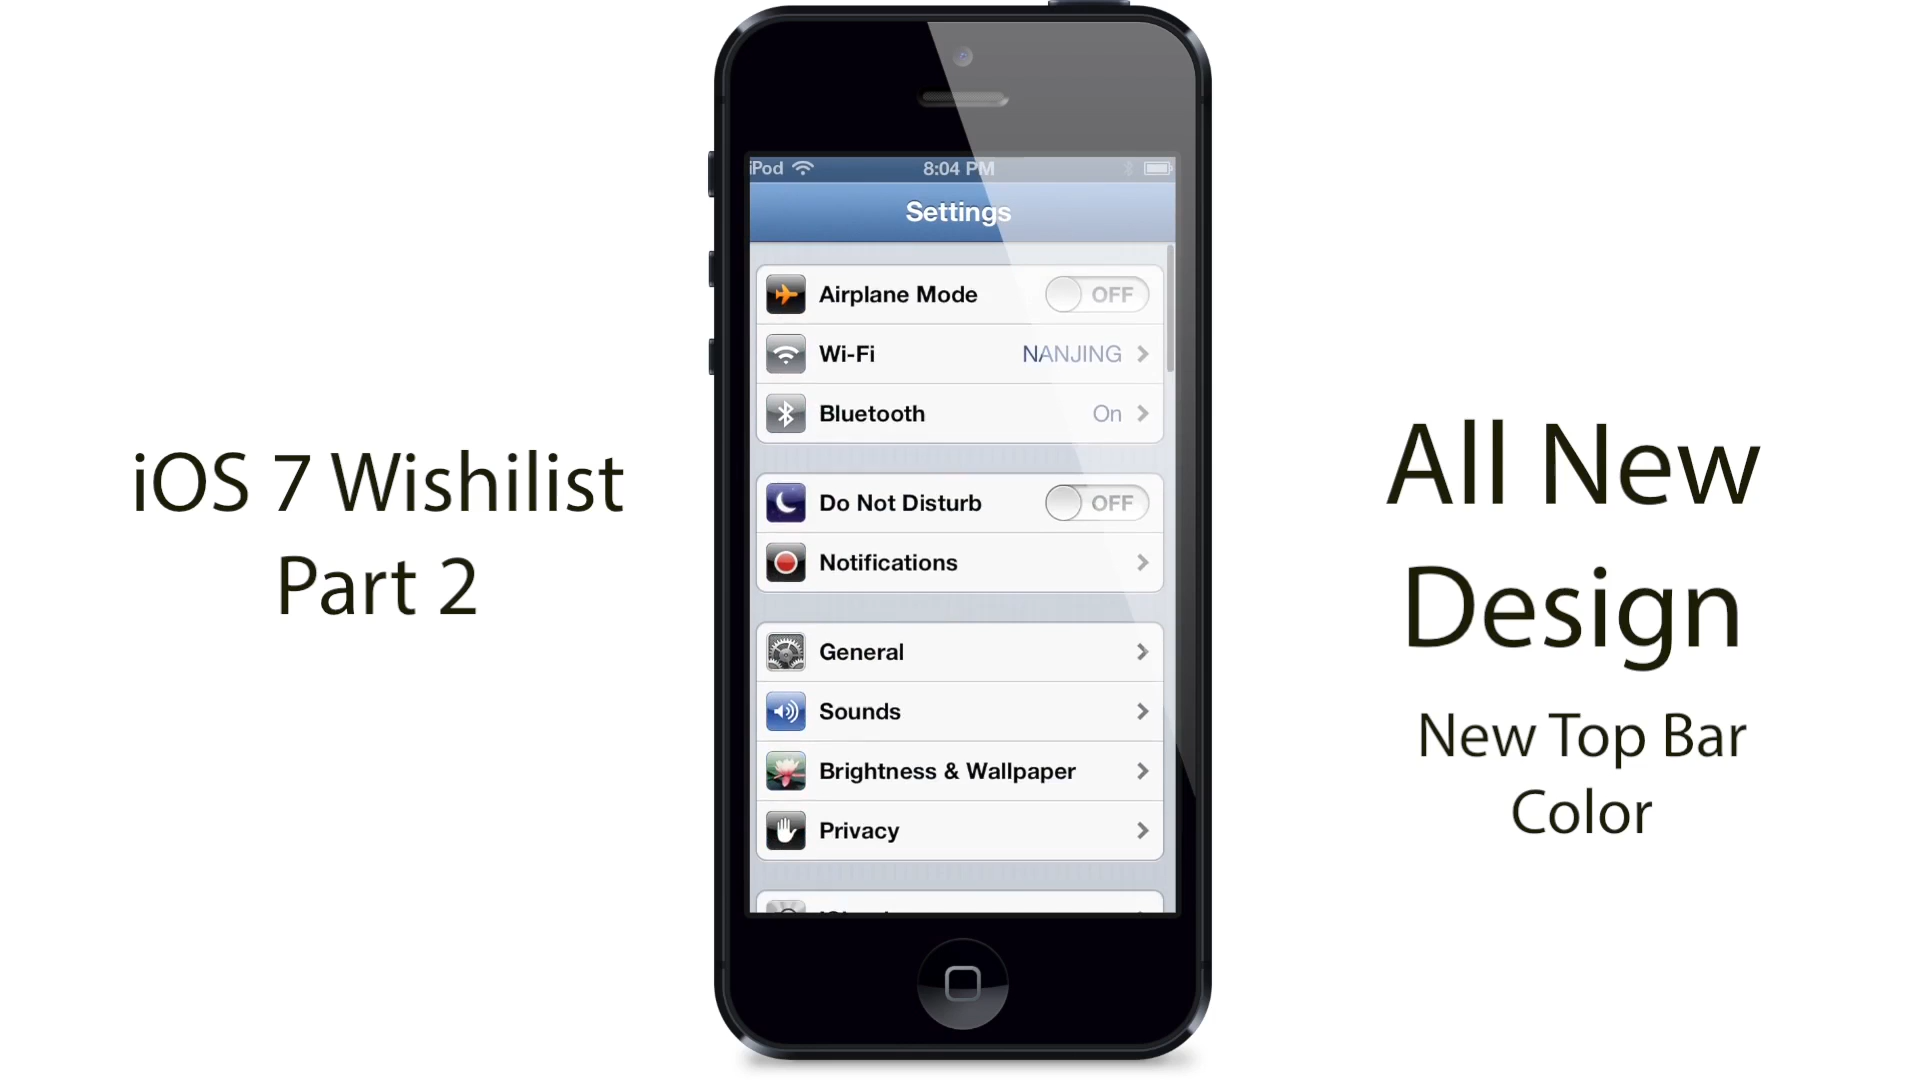 iOS 7 Wishilist
Part 2
iPod 8:04 PM
Settings
Airplane Mode OFF
Wi-Fi NANJING
Bluetooth On
Do Not Disturb OFF
Notifications
General
Sounds
Brightness & Wallpaper
Privacy
All New
Design
New Top Bar
Color